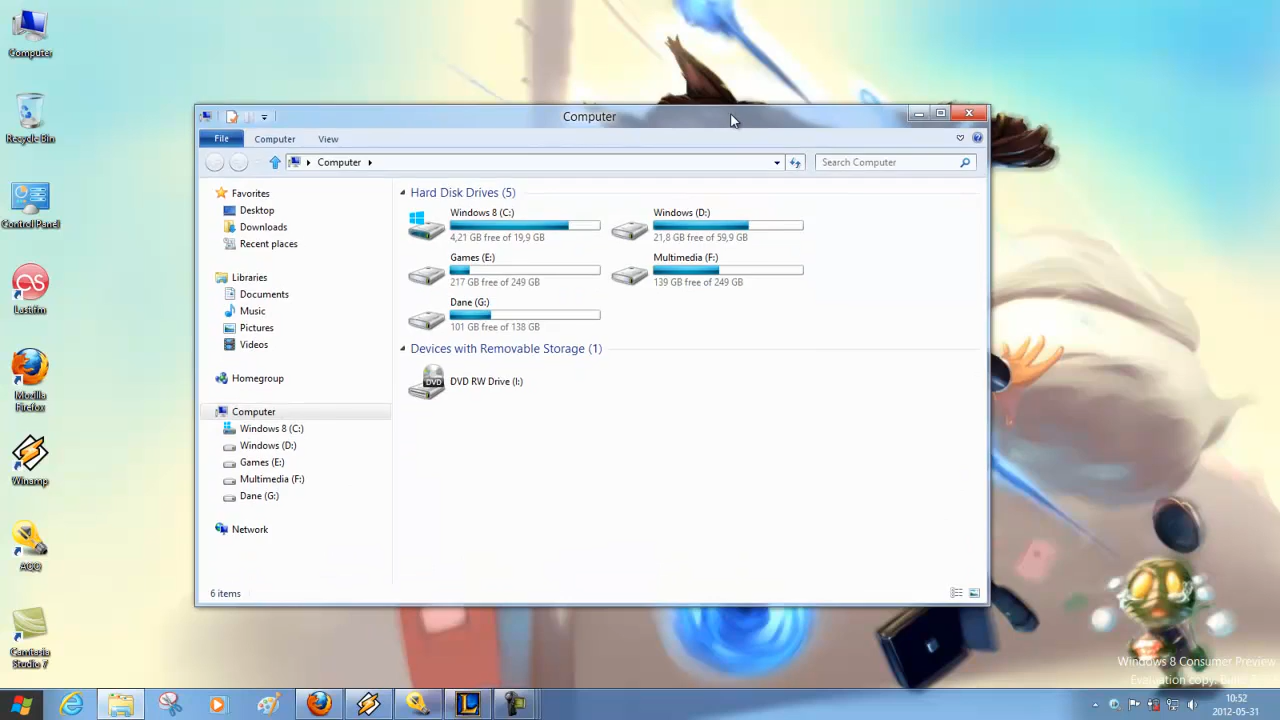 Computer
Recycle Bin
Control Panel
Last.fm
Mozilla
Firefox
Winamp
AQQ
Camtasia
Studio 7
Computer
File
Computer
View
Computer
Search Computer
Favorites
Desktop
Downloads
Recent places
Libraries
Documents
Music
Pictures
Videos
Homegroup
Computer
Windows 8 (C:)
Windows (D:)
Games (E:)
Multimedia (F:)
Dane (G:)
Network
Hard Disk Drives (5)
Windows 8 (C:)
4,21 GB free of 19,9 GB
Windows (D:)
21,8 GB free of 59,9 GB
Games (E:)
217 GB free of 249 GB
Multimedia (F:)
139 GB free of 249 GB
Dane (G:)
101 GB free of 138 GB
Devices with Removable Storage (1)
DVD
DVD RW Drive (I:)
6 items
Windows 8 Consumer Preview
Evaluation copy.
10:52
2012-05-31